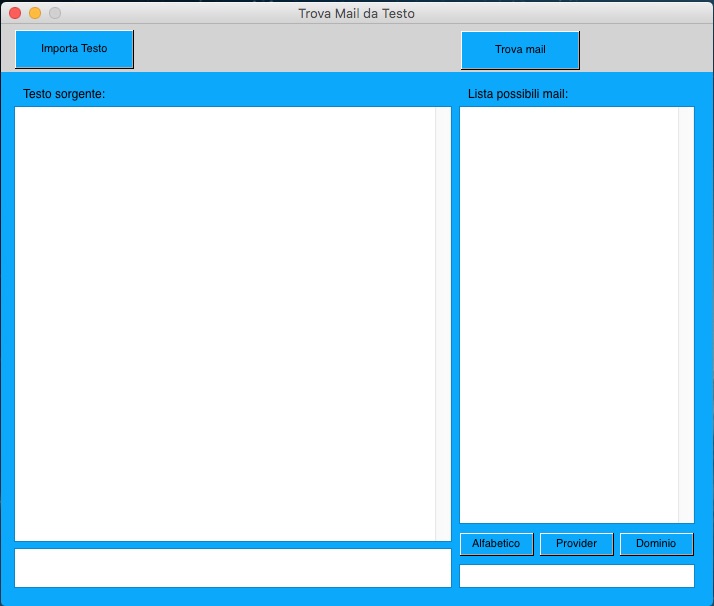 Trova Mail da Testo
Importa Testo
Trova mail
Testo sorgente:
Lista possibili mail:
Alfabetico
Provider
Dominio